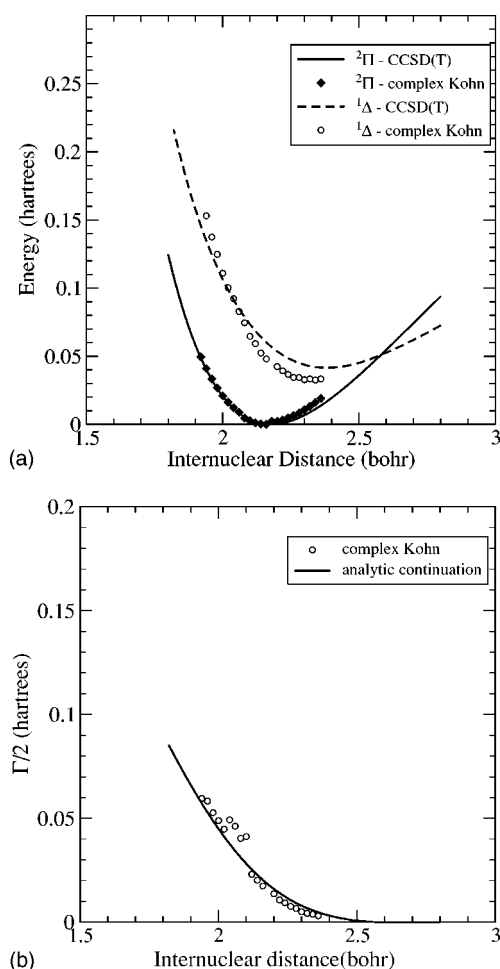 0.25
0.2
0.15
0.1
0.05
0
Energy (hartrees)
²Π - CCSD(T)
²Π - complex Kohn
¹Δ - CCSD(T)
¹Δ - complex Kohn
1.5 2 2.5 3
(a) Internuclear Distance (bohr)
0.2
0.15
0.1
0.05
0
Γ/2 (hartrees)
complex Kohn
analytic continuation
1.5 2 2.5 3
(b) Internuclear distance(bohr)